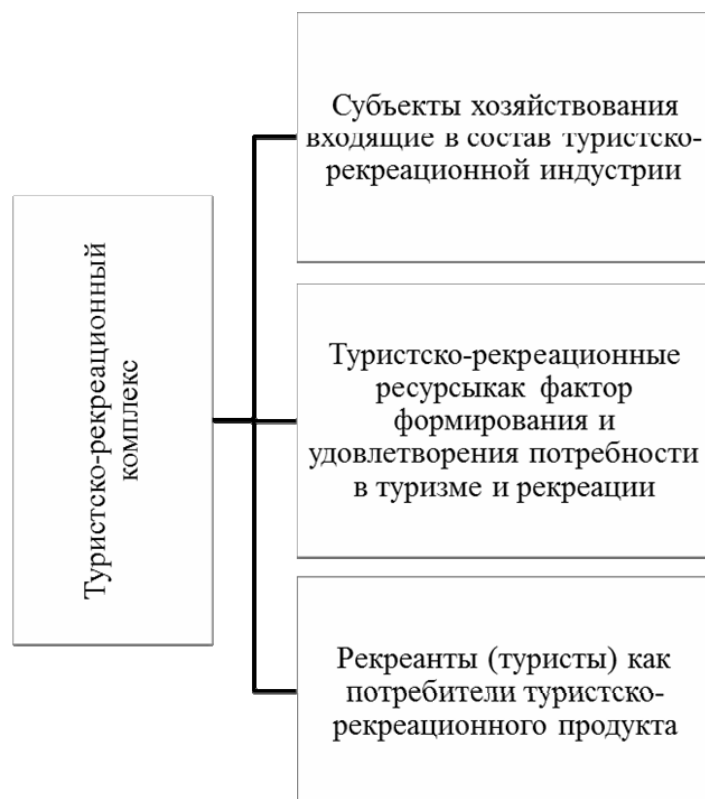 Туристско-рекреационный
комплекс
Субъекты хозяйствования
входящие в состав туристско-
рекреационной индустрии
Туристско-рекреационные
ресурсыкак фактор
формирования и
удовлетворения потребности
в туризме и рекреации
Рекреанты (туристы) как
потребители туристско-
рекреационного продукта